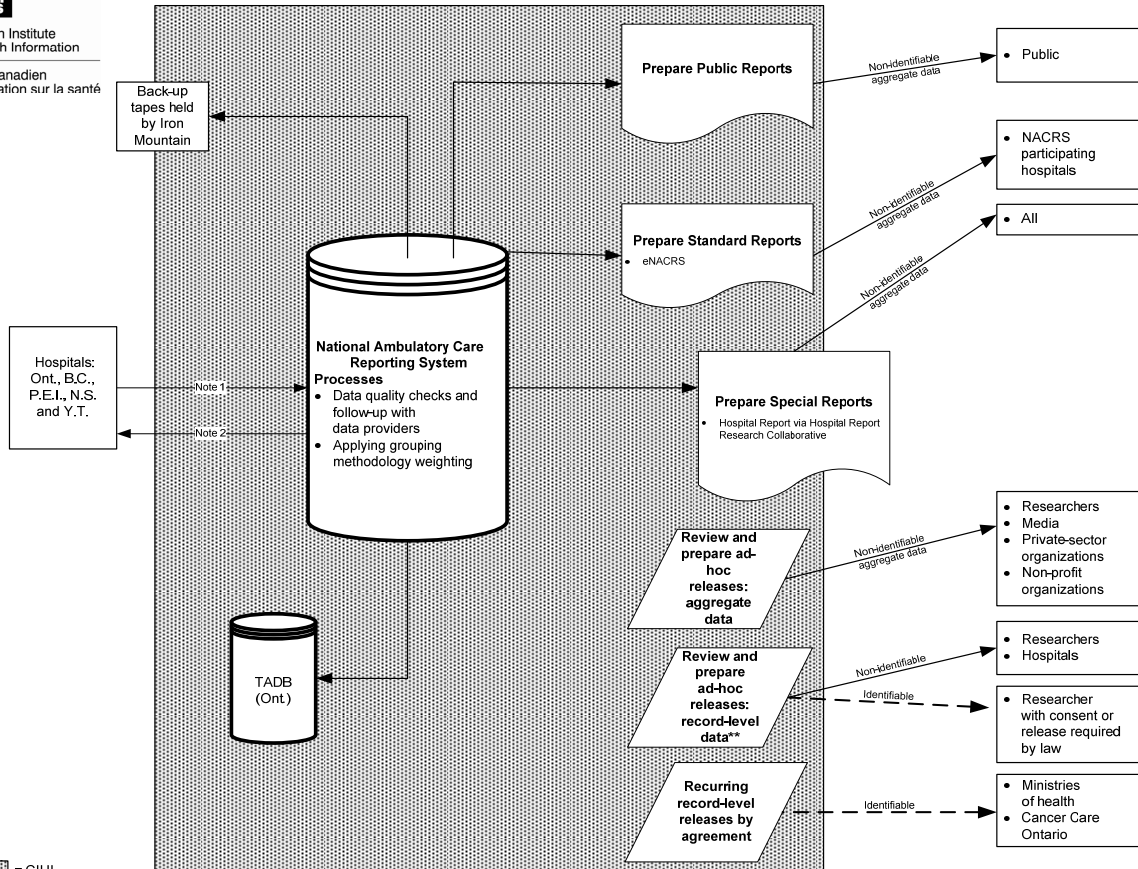 Institute
Information
anadien
sur la santé
Back-up
tapes held
by Iron
Mountain
Prepare Public Reports
Non-identifiable
aggregate data
• Public
Prepare Standard Reports
• eNACRS
Non-identifiable
aggregate data
• NACRS
participating
hospitals
Non-identifiable
aggregate data
• All
Hospitals:
Ont., B.C.,
P.E.I., N.S.
and Y.T.
Note 1
Note 2
National Ambulatory Care
Reporting System
Processes
• Data quality checks and
follow-up with
data providers
• Applying grouping
methodology weighting
Prepare Special Reports
• Hospital Report via Hospital Report
Research Collaborative
TADB
(Ont.)
Review and
prepare ad-
hoc
releases:
aggregate
data
Non-identifiable
aggregate data
• Researchers
• Media
• Private-sector
organizations
• Non-profit
organizations
Review and
prepare
ad-hoc
releases:
record-level
data**
Non-identifiable
• Researchers
• Hospitals
Identifiable
• Researcher
with consent or
release required
by law
Recurring
record-level
releases by
agreement
Identifiable
• Ministries
of health
• Cancer Care
Ontario